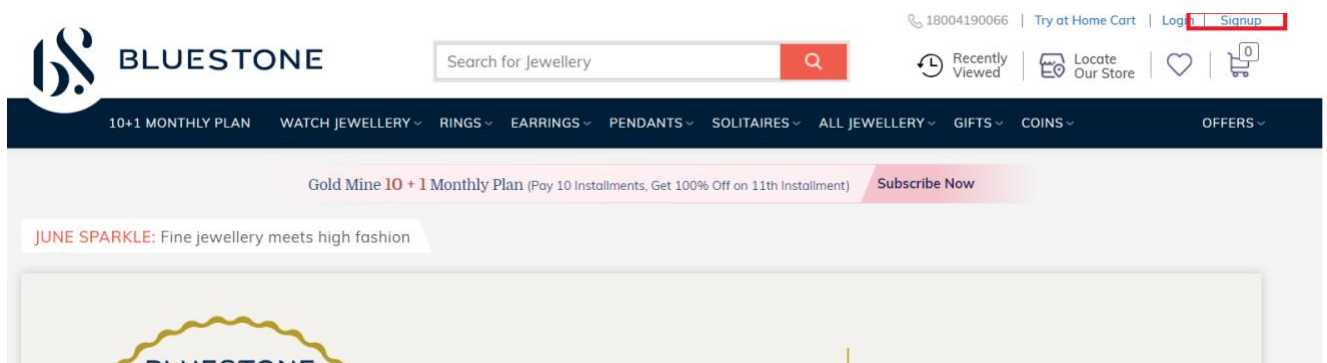 18004190066 | Try at Home Cart | Login | Signup
BLUESTONE
Search for Jewellery
Recently Viewed
Locate Our Store
0
10+1 MONTHLY PLAN WATCH JEWELLERY RINGS EARRINGS PENDANTS SOLITAIRES ALL JEWELLERY GIFTS COINS OFFERS
Gold Mine 10 + 1 Monthly Plan (Pay 10 Installments, Get 100% Off on 11th Installment) Subscribe Now
JUNE SPARKLE: Fine jewellery meets high fashion
BLUESTONE